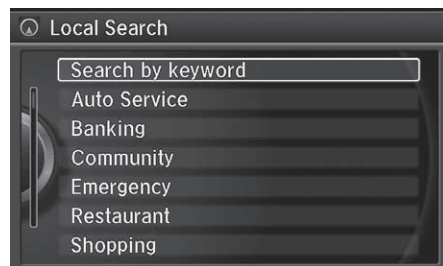 Local Search
Search by keyword
Auto Service
Banking
Community
Emergency
Restaurant
Shopping